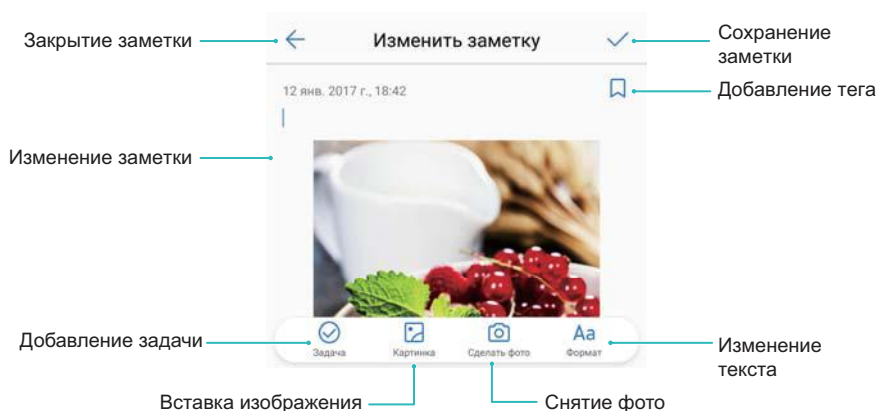 Закрытие заметки
Изменить заметку
Сохранение
заметки
12 янв. 2017 г., 18:42
Добавление тега
Изменение заметки
Добавление задачи
Задача
Картинка
Сделать фото
Aa
Формат
Изменение
текста
Вставка изображения
Снятие фото